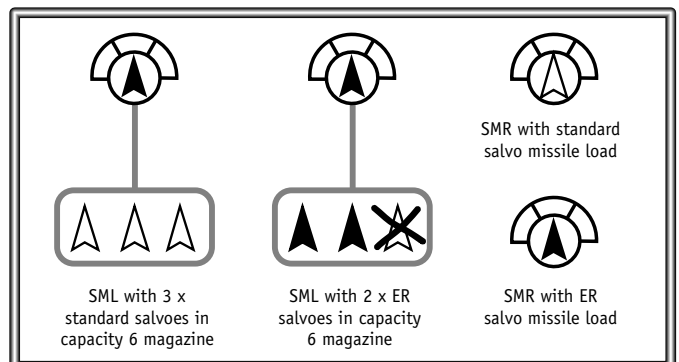 SML with 3 x
standard salvoes in
capacity 6 magazine
SML with 2 x ER
salvoes in capacity
6 magazine
SMR with standard
salvo missile load
SMR with ER
salvo missile load